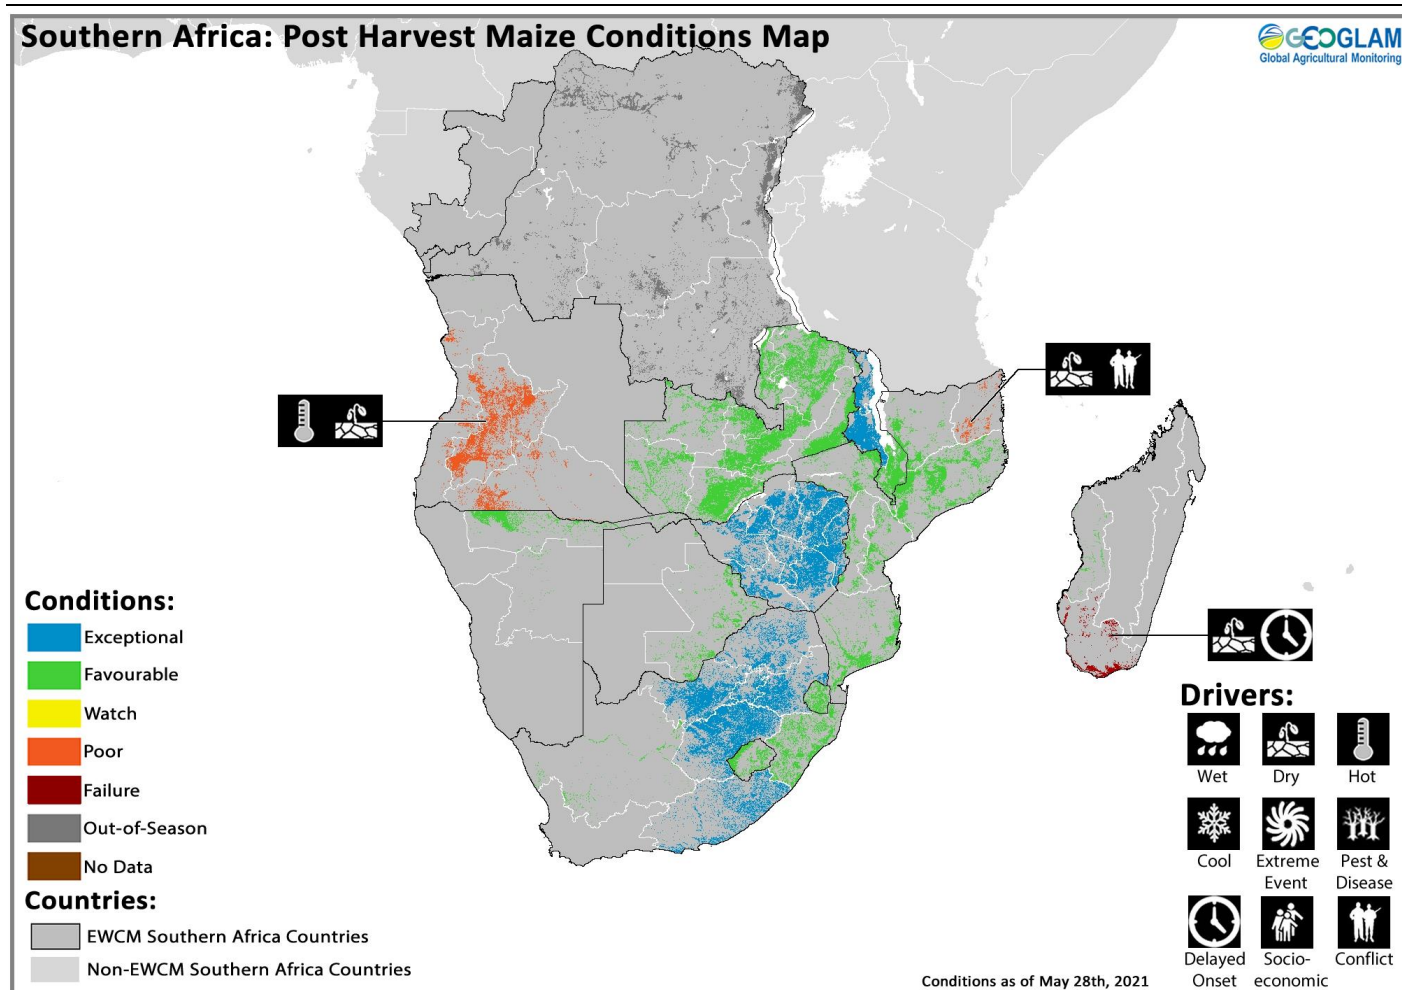 Southern Africa: Post Harvest Maize Conditions Map
GEOGLAM
Global Agricultural Monitoring
Conditions:
Exceptional
Favourable
Watch
Poor
Failure
Out-of-Season
No Data
Countries:
EWCM Southern Africa Countries
Non-EWCM Southern Africa Countries
Drivers:
Wet
Dry
Hot
Cool
Extreme
Event
Pest &
Disease
Delayed
Onset
Socio-
economic
Conflict
Conditions as of May 28th, 2021